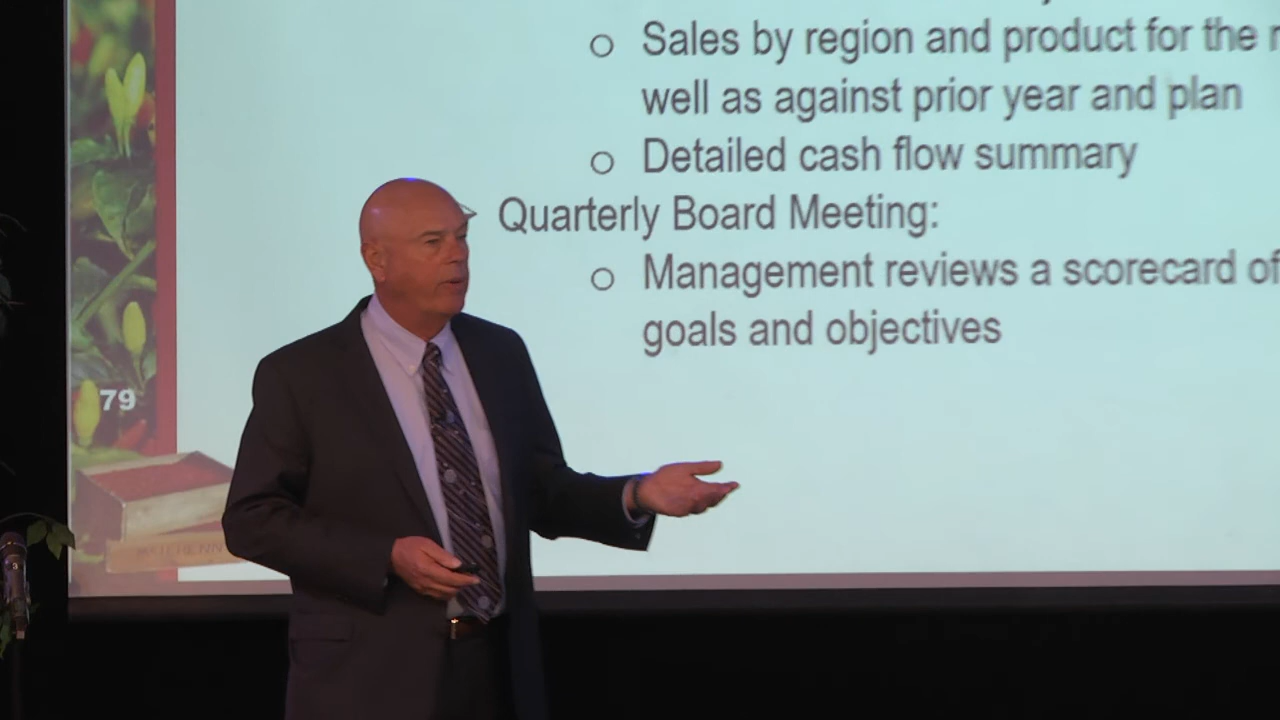 Sales by region and product for the
well as against prior year and plan
Detailed cash flow summary
Quarterly Board Meeting:
Management reviews a scorecard of
goals and objectives
79